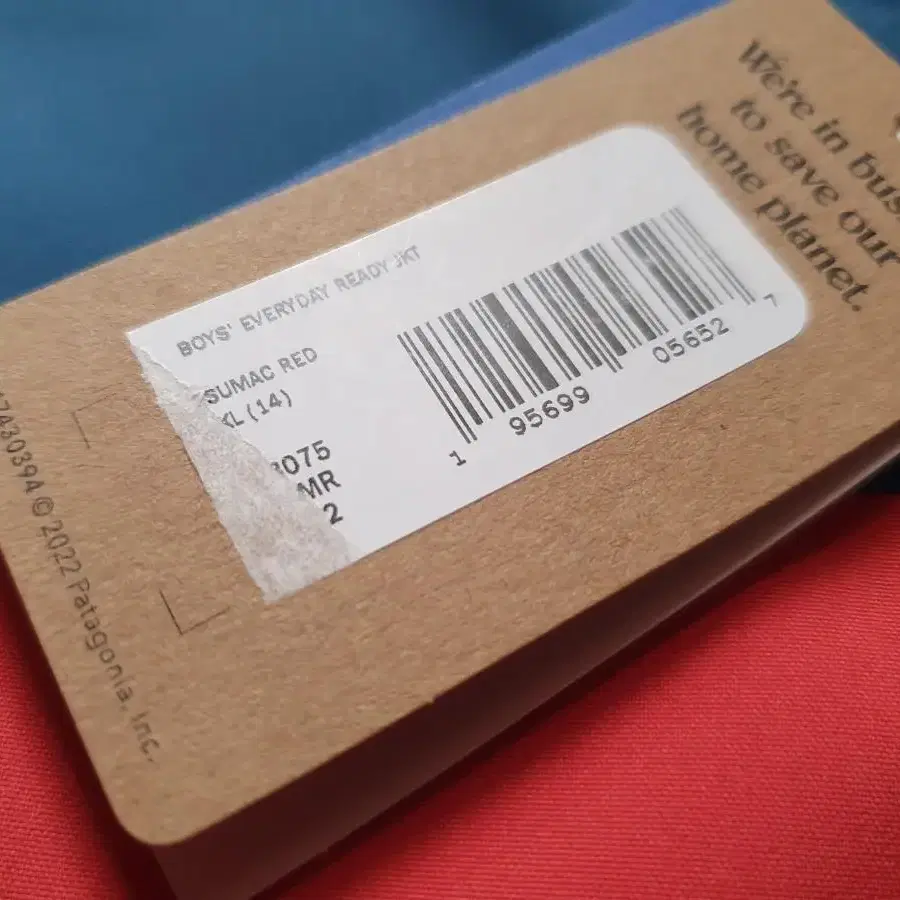 We're in bus
to save our
home planet.
BOYS' EVERYDAY READY JKT
SUMAC RED
XL (14)
3075
MR
2
1 95699 05652 7
7430394 © 2022 Patagonia, Inc.